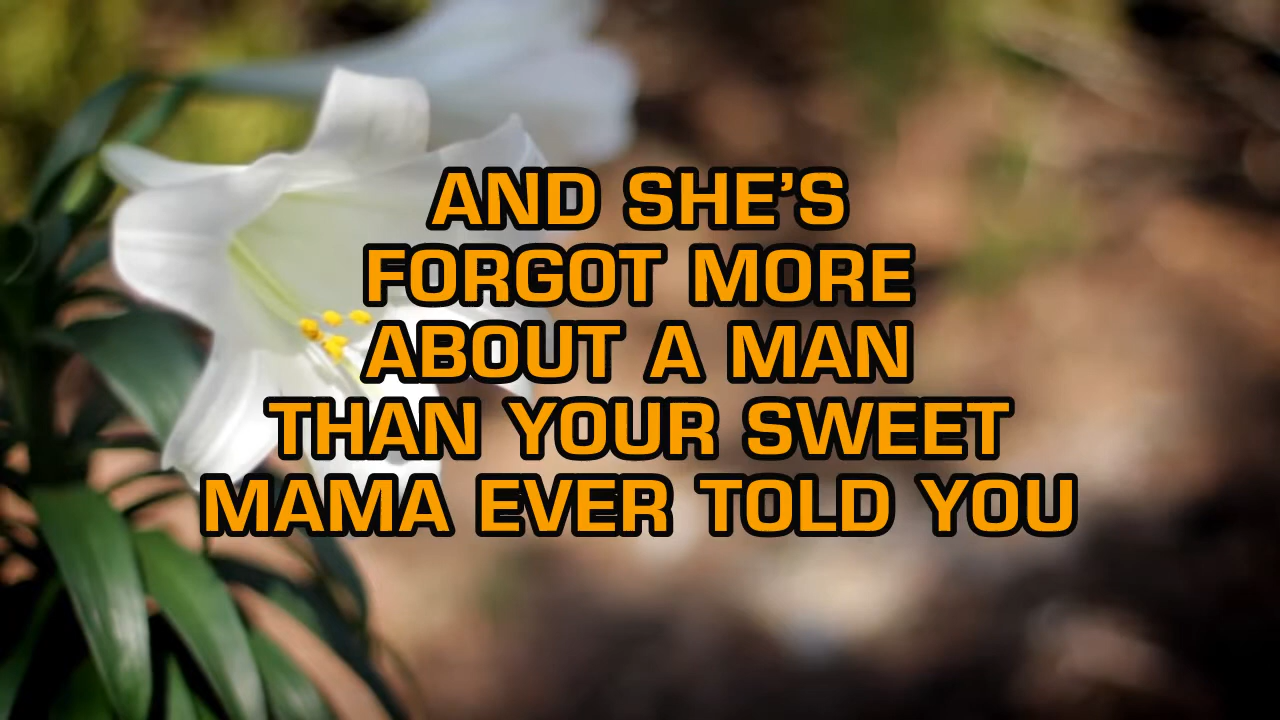 AND SHE’S
FORGOT MORE
ABOUT A MAN
THAN YOUR SWEET
MAMA EVER TOLD YOU